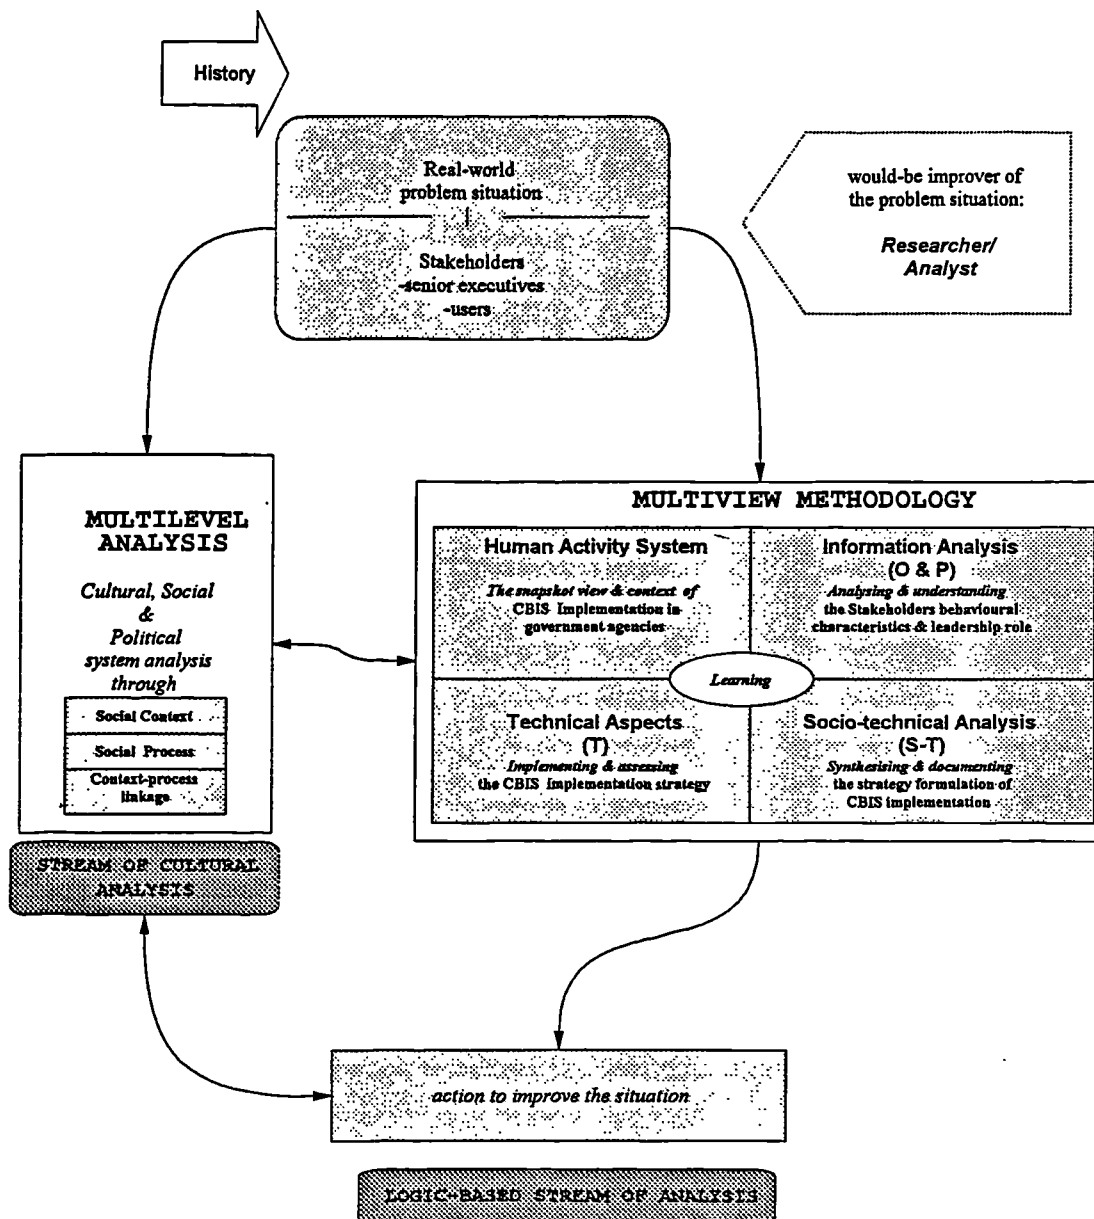 History
Real-world
problem situation
Stakeholders
-senior executives
-users
would-be improver of
the problem situation:
Researcher/
Analyst
MULTILEVEL
ANALYSIS
Cultural, Social
&
Political
system analysis
through
Social Context
Social Process
Context-process
linkage
STREAM OF CULTURAL
ANALYSIS
MULTIVIEW METHODOLOGY
Human Activity System
The snapshot view & context of
CBIS Implementation in
government agencies
Information Analysis
(O & P)
Analysing & understanding
the Stakeholders behavioural
characteristics & leadership role
Learning
Technical Aspects
(T)
Implementing & assessing
the CBIS Implementation strategy
Socio-technical Analysis
(S-T)
Synthesising & documenting
the strategy formulation of
CBIS implementation
action to improve the situation
LOGIC-BASED STREAM OF ANALYSIS